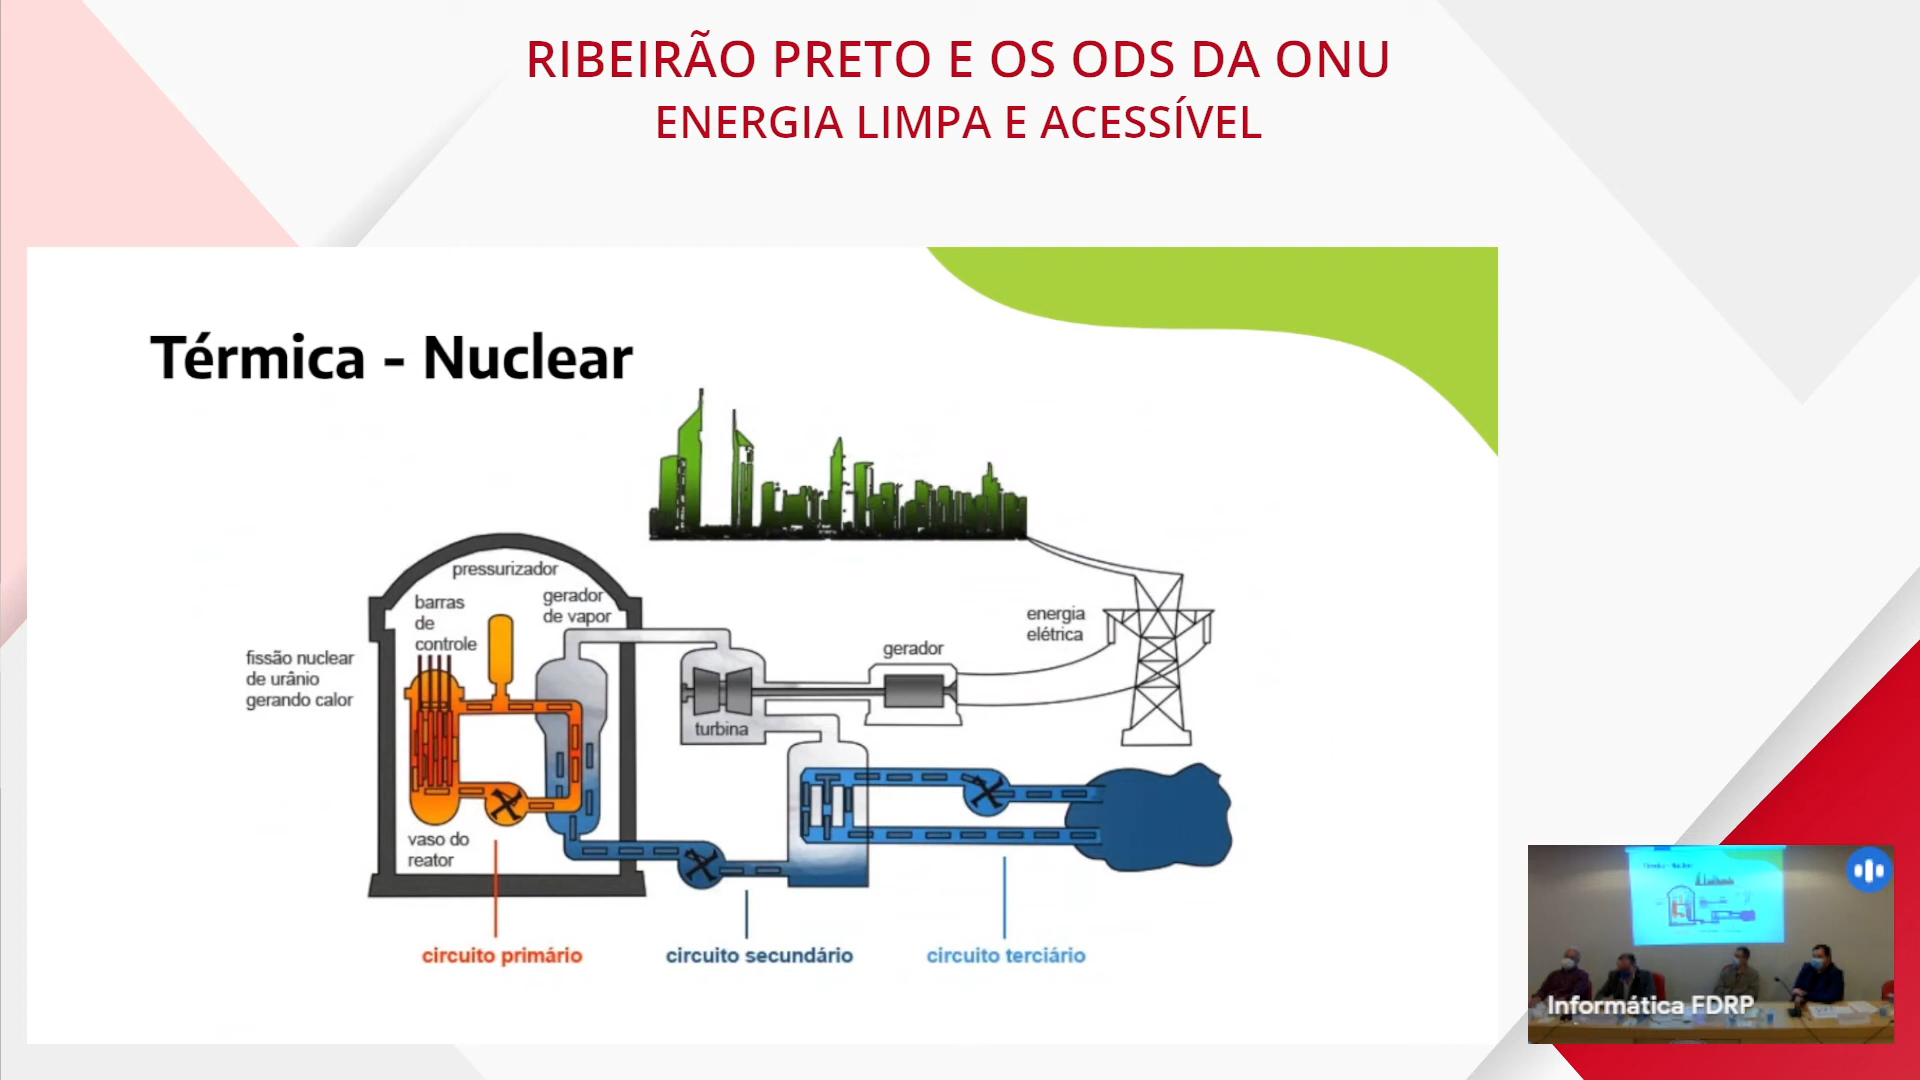 RIBEIRÃO PRETO E OS ODS DA ONU
ENERGIA LIMPA E ACESSÍVEL
Térmica - Nuclear
pressurizador
barras
de
controle
gerador
de vapor
fissão nuclear
de urânio
gerando calor
vaso do
reator
turbina
gerador
energia
elétrica
circuito primário
circuito secundário
circuito terciário
Térmica - Nuclear
Informática FDRP